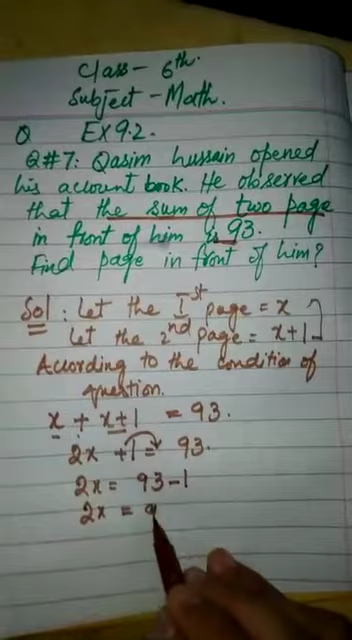 Class - 6th.
Subject - Math.
Q EX 9.2.
Q#7: Qasim hussain opened
his account book. He observed
that the sum of two page
in front of him is 93.
Find page in front of him?
Sol: Let the Ist page = x
Let the 2nd page = x+1
According to the condition of
question.
x + x+1 = 93.
2x +1 = 93.
2x = 93-1
2x = 9